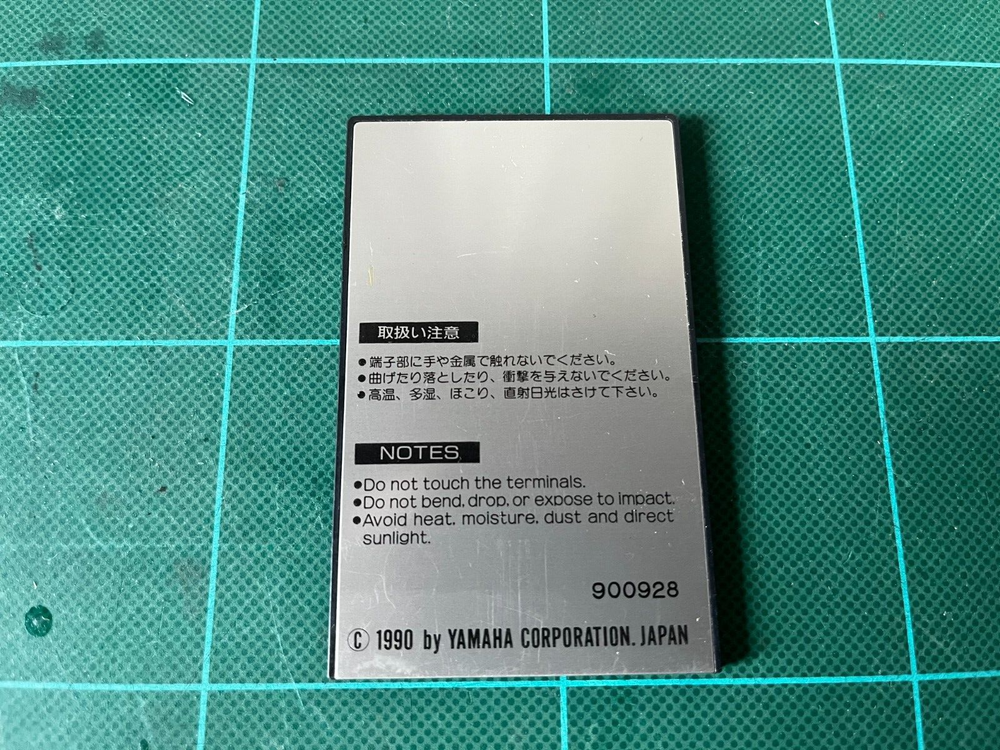 取扱い注意
●端子部に手や金属で触れないでください。
●曲げたり落としたり、衝撃を与えないでください。
●高温、多湿、ほこり、直射日光はさけて下さい。
NOTES
●Do not touch the terminals.
●Do not bend, drop, or expose to impact.
●Avoid heat, moisture, dust and direct
sunlight.
900928
© 1990 by YAMAHA CORPORATION. JAPAN